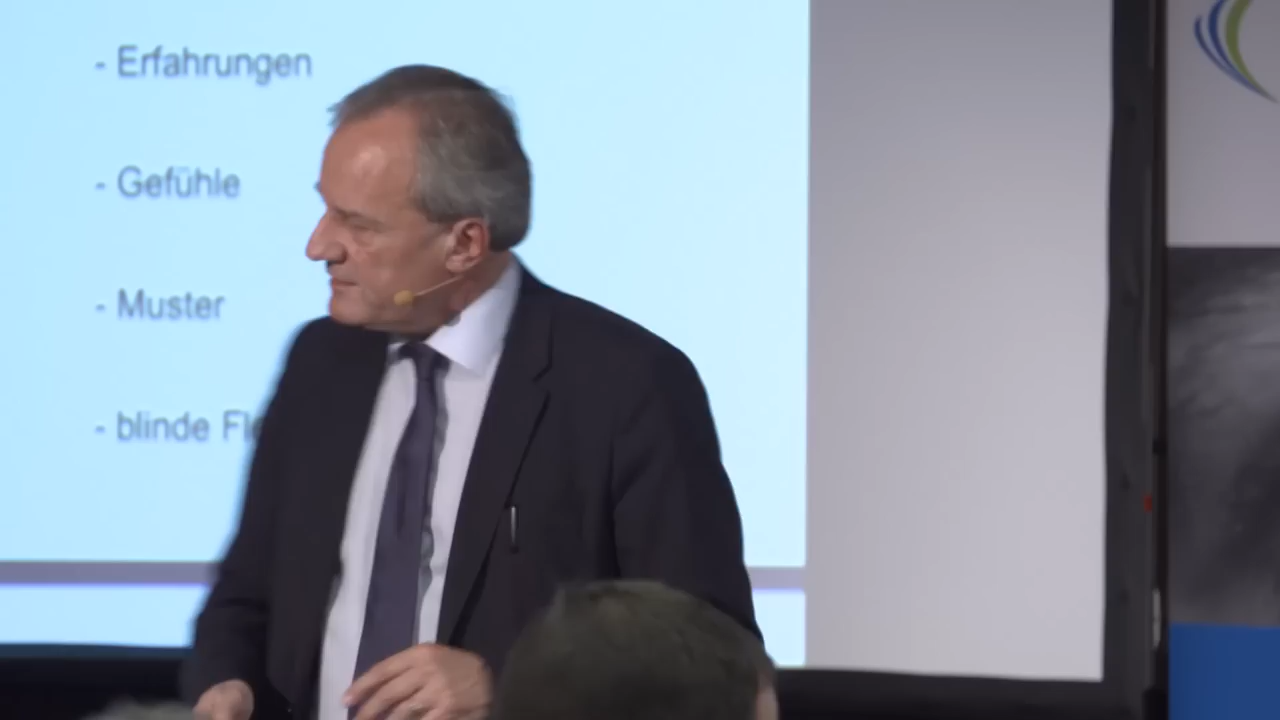 - Erfahrungen
- Gefühle
- Muster
- blinde